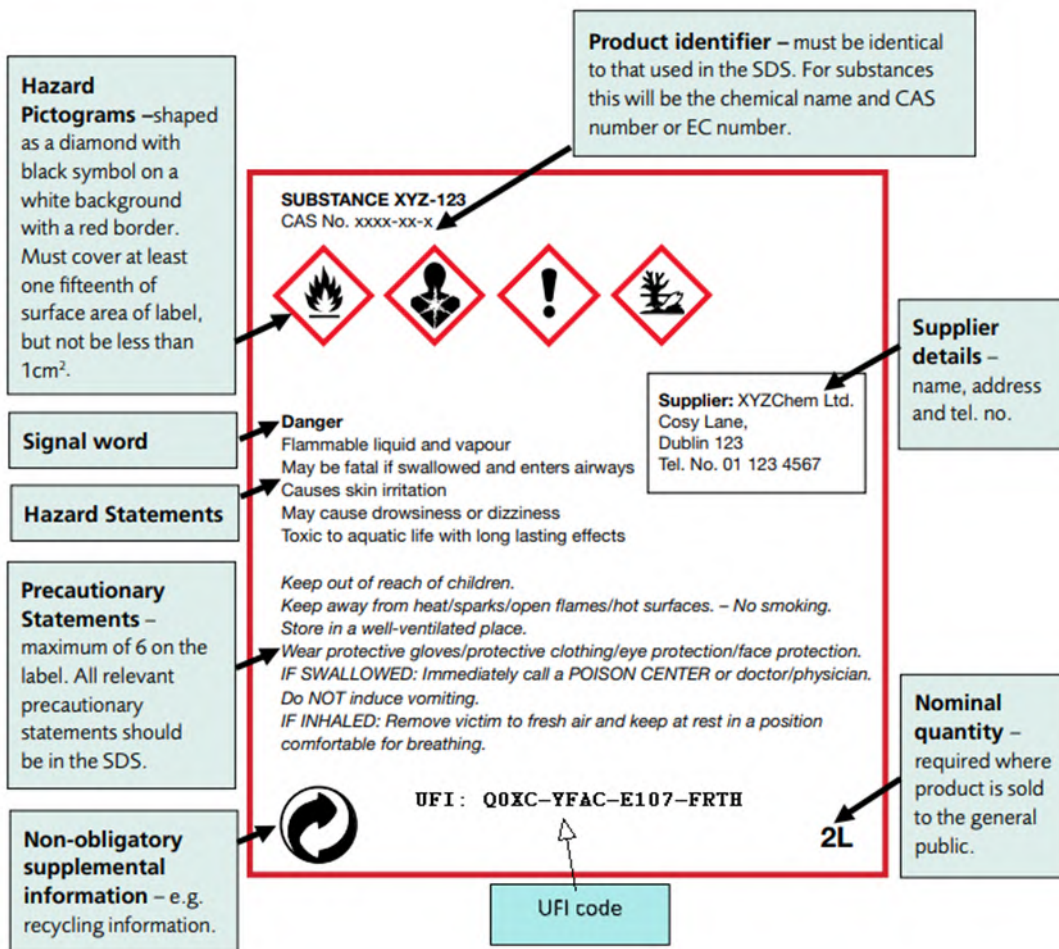 Product identifier – must be identical
to that used in the SDS. For substances
this will be the chemical name and CAS
number or EC number.
Hazard
Pictograms –shaped
as a diamond with
black symbol on a
white background
with a red border.
Must cover at least
one fifteenth of
surface area of label,
but not be less than
1cm².
SUBSTANCE XYZ-123
CAS No. xxxx-xx-x
Supplier
details –
name, address
and tel. no.
Supplier: XYZChem Ltd.
Cosy Lane,
Dublin 123
Tel. No. 01 123 4567
Signal word
Danger
Flammable liquid and vapour
May be fatal if swallowed and enters airways
Causes skin irritation
May cause drowsiness or dizziness
Toxic to aquatic life with long lasting effects
Hazard Statements
Precautionary
Statements –
maximum of 6 on the
label. All relevant
precautionary
statements should
be in the SDS.
Keep out of reach of children.
Keep away from heat/sparks/open flames/hot surfaces. – No smoking.
Store in a well-ventilated place.
Wear protective gloves/protective clothing/eye protection/face protection.
IF SWALLOWED: Immediately call a POISON CENTER or doctor/physician.
Do NOT induce vomiting.
IF INHALED: Remove victim to fresh air and keep at rest in a position
comfortable for breathing.
Nominal
quantity –
required where
product is sold
to the general
public.
Non-obligatory
supplemental
information – e.g.
recycling information.
UFI: Q0XC-YFAC-E107-FRTH
2L
UFI code